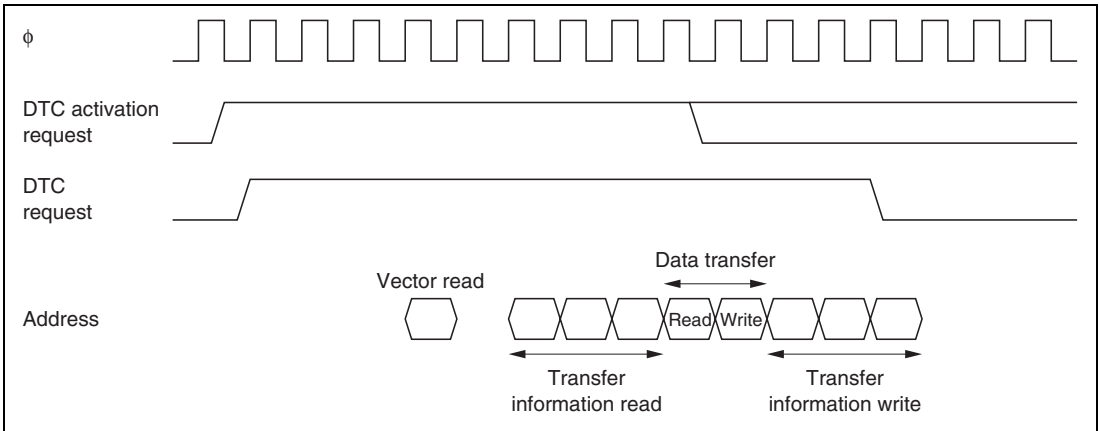 φ
DTC activation
request
DTC
request
Data transfer
Vector read
Address
Read Write
Transfer
information read
Transfer
information write